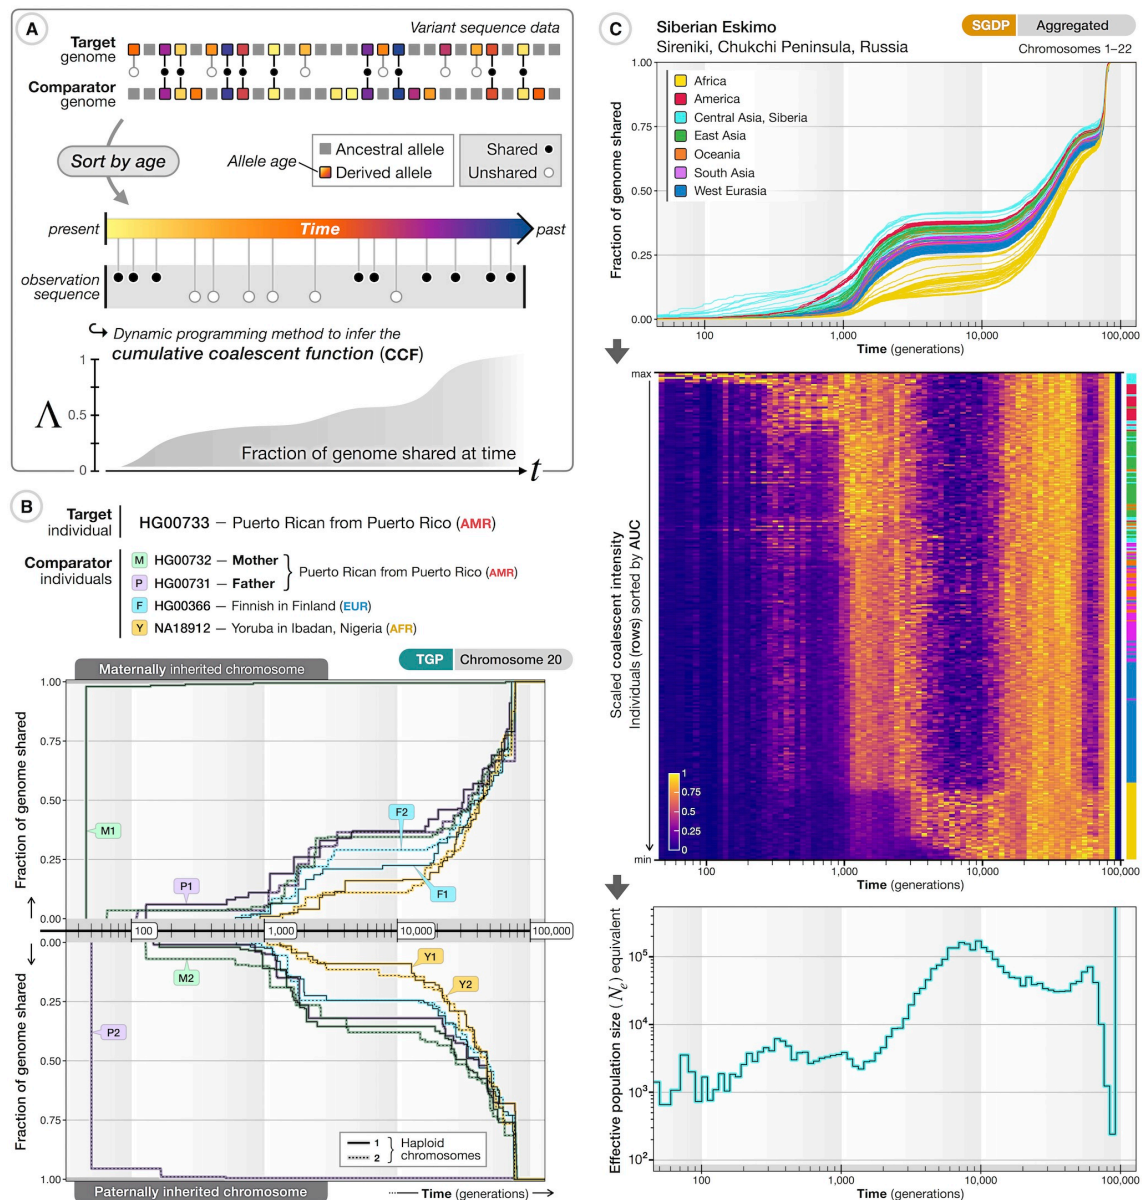 A
Variant sequence data
Target
genome
Comparator
genome
Sort by age
Allele age
Ancestral allele
Derived allele
Shared
Unshared
present
Time
past
observation
sequence
Dynamic programming method to infer the
cumulative coalescent function (CCF)
1
Λ
0.5
0
Fraction of genome shared at time
t
B
Target
individual
HG00733 — Puerto Rican from Puerto Rico (AMR)
Comparator
individuals
M HG00732 — Mother
P HG00731 — Father
Puerto Rican from Puerto Rico (AMR)
F HG00366 — Finnish in Finland (EUR)
Y NA18912 — Yoruba in Ibadan, Nigeria (AFR)
TGP Chromosome 20
Maternally inherited chromosome
Fraction of genome shared
1.00
0.75
0.50
0.25
0.00
M1
P1
F2
F1
100
1,000
10,000
100,000
0.00
0.25
0.50
0.75
1.00
Fraction of genome shared
M2
P2
Y1
Y2
1
2
Haploid
chromosomes
Paternally inherited chromosome
Time (generations)
C
Siberian Eskimo
Sireniki, Chukchi Peninsula, Russia
SGDP Aggregated
Chromosomes 1–22
Fraction of genome shared
1.00
0.75
0.50
0.25
0.00
Africa
America
Central Asia, Siberia
East Asia
Oceania
South Asia
West Eurasia
100
1,000
10,000
100,000
Time (generations)
max
min
Scaled coalescent intensity
Individuals (rows) sorted by AUC
1
0.75
0.5
0.25
0
100
1,000
10,000
100,000
Time (generations)
Effective population size (Ne) equivalent
10⁵
10⁴
10³
10²
100
1,000
10,000
100,000
Time (generations)